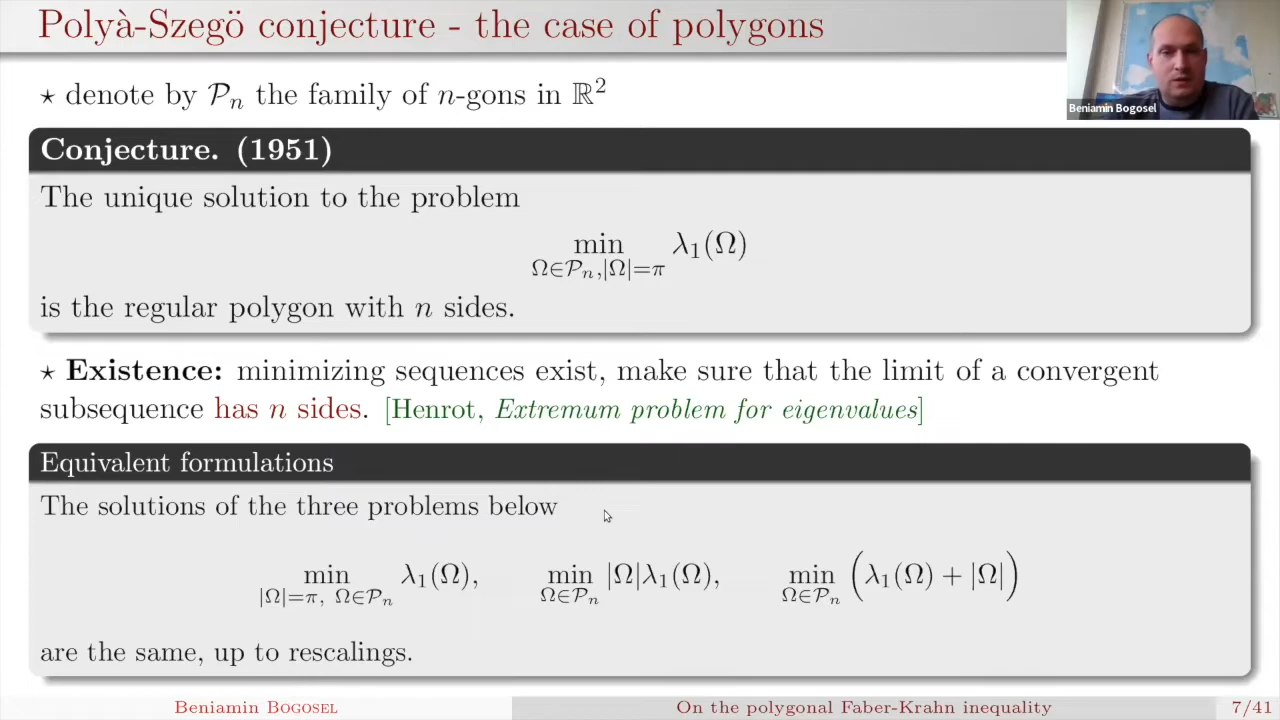 Polyà-Szegö conjecture - the case of polygons
⋆ denote by 𝒫ₙ the family of n-gons in ℝ²
Beniamin Bogosel
Conjecture. (1951)
The unique solution to the problem
min λ₁(Ω)
Ω∈𝒫ₙ,|Ω|=π
is the regular polygon with n sides.
⋆ Existence: minimizing sequences exist, make sure that the limit of a convergent
subsequence has n sides. [Henrot, Extremum problem for eigenvalues]
Equivalent formulations
The solutions of the three problems below
min λ₁(Ω), min |Ω|λ₁(Ω), min (λ₁(Ω) + |Ω|)
|Ω|=π, Ω∈𝒫ₙ Ω∈𝒫ₙ Ω∈𝒫ₙ
are the same, up to rescalings.
Beniamin Bogosel On the polygonal Faber-Krahn inequality 7/41